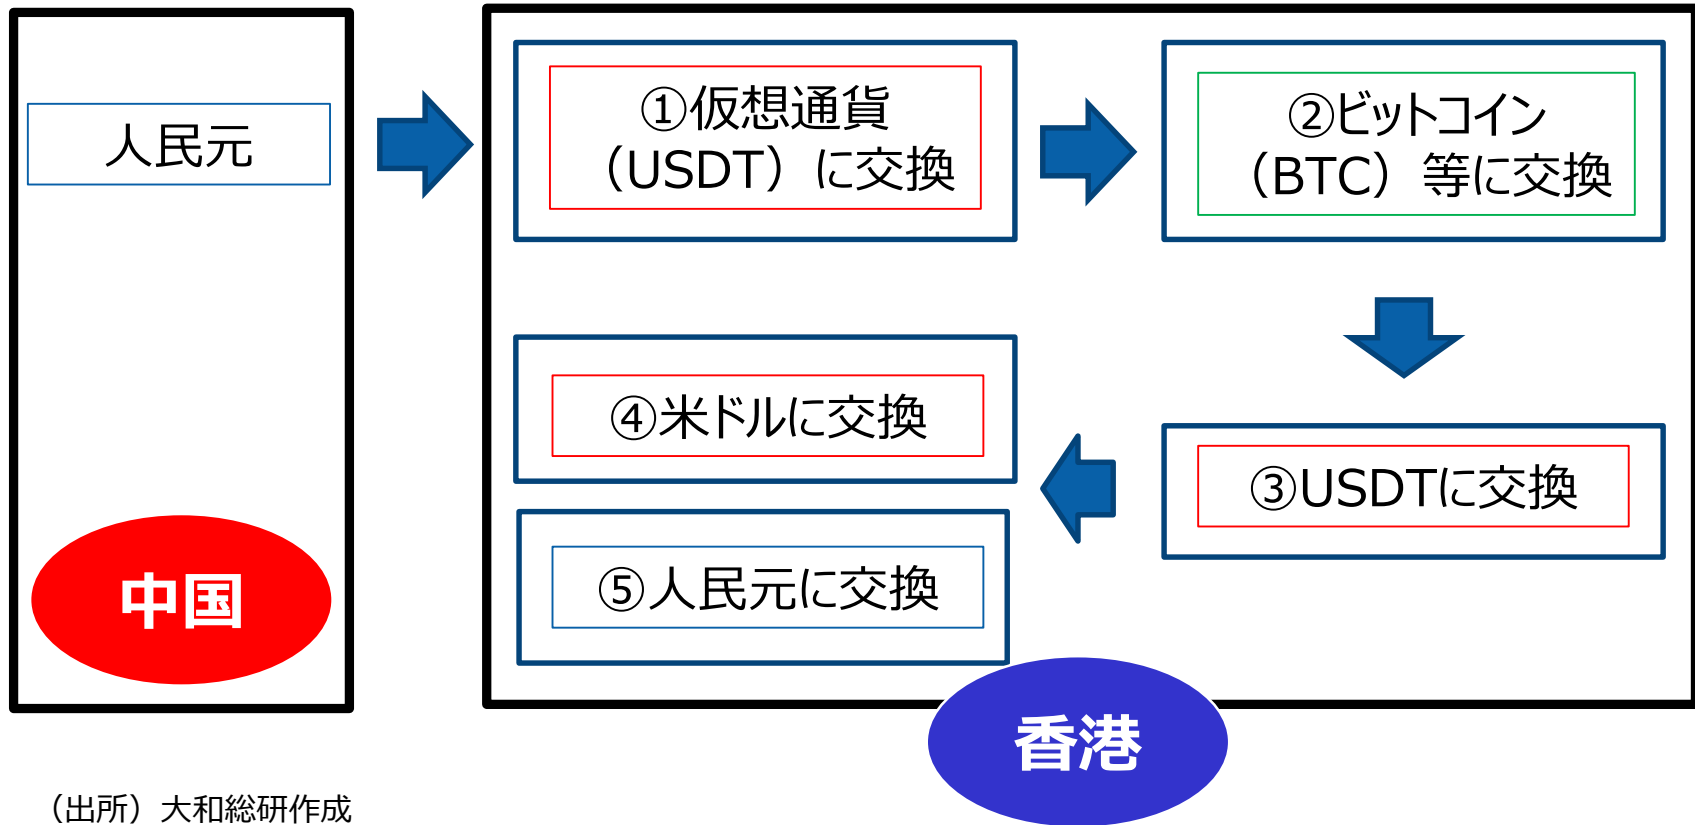 人民元
①仮想通貨
（USDT）に交換
②ビットコイン
（BTC）等に交換
③USDTに交換
④米ドルに交換
⑤人民元に交換
中国
香港
（出所）大和総研作成